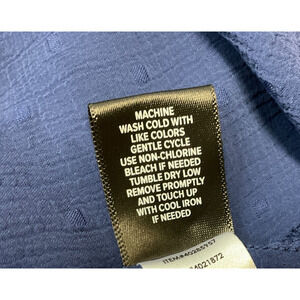 MACHINE
WASH COLD WITH
LIKE COLORS
GENTLE CYCLE
USE NON-CHLORINE
BLEACH IF NEEDED
TUMBLE DRY LOW
REMOVE PROMPTLY
AND TOUCH UP
WITH COOL IRON
IF NEEDED